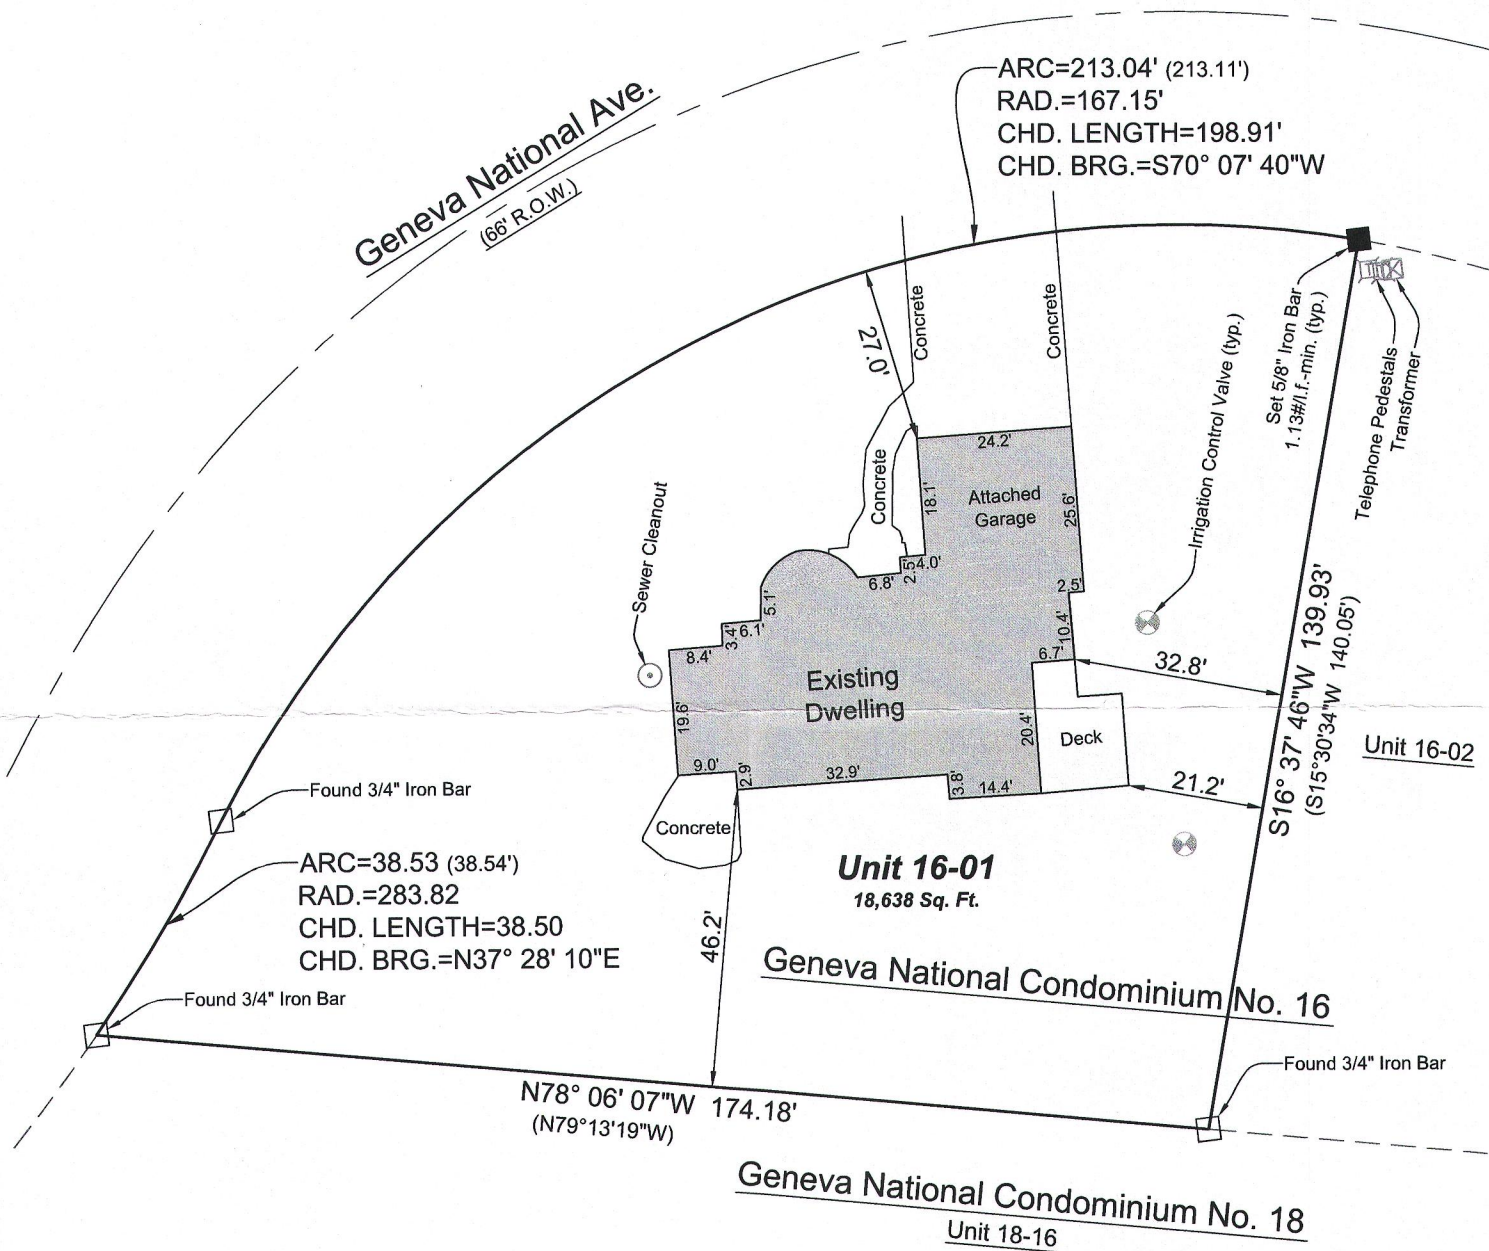 ARC=213.04' (213.11')
RAD.=167.15'
CHD. LENGTH=198.91'
CHD. BRG.=S70° 07' 40"W
Geneva National Ave.
(66' R.O.W.)
Concrete
Concrete
27.0'
Set 5/8" Iron Bar
1.13#/l.f.-min. (typ.)
Telephone Pedestals
Transformer
Irrigation Control Valve (typ.)
24.2'
Attached
Garage
18.1'
25.6'
Concrete
Sewer Cleanout
6.8'
2.5'
4.0'
2.5'
5.1'
3.4'
6.1'
10.4'
8.4'
6.7'
32.8'
Existing
Dwelling
19.6'
20.4'
Deck
S16° 37' 46"W 139.93'
(S15°30'34"W 140.05')
Unit 16-02
9.0'
2.9'
32.9'
3.8'
14.4'
21.2'
Found 3/4" Iron Bar
Concrete
ARC=38.53 (38.54')
RAD.=283.82
CHD. LENGTH=38.50
CHD. BRG.=N37° 28' 10"E
Unit 16-01
18,638 Sq. Ft.
46.2'
Geneva National Condominium No. 16
Found 3/4" Iron Bar
Found 3/4" Iron Bar
N78° 06' 07"W 174.18'
(N79°13'19"W)
Geneva National Condominium No. 18
Unit 18-16